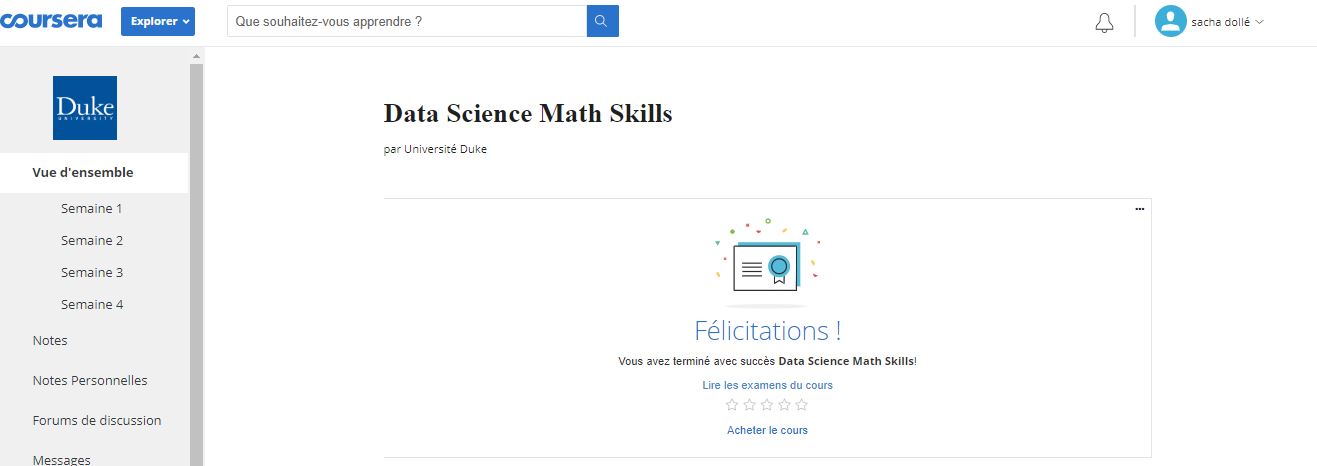 coursera
Explorer
Que souhaitez-vous apprendre ?
sacha dollé
Duke
UNIVERSITY
Vue d'ensemble
Semaine 1
Semaine 2
Semaine 3
Semaine 4
Notes
Notes Personnelles
Forums de discussion
Messages
Data Science Math Skills
par Université Duke
Félicitations !
Vous avez terminé avec succès Data Science Math Skills!
Lire les examens du cours
Acheter le cours